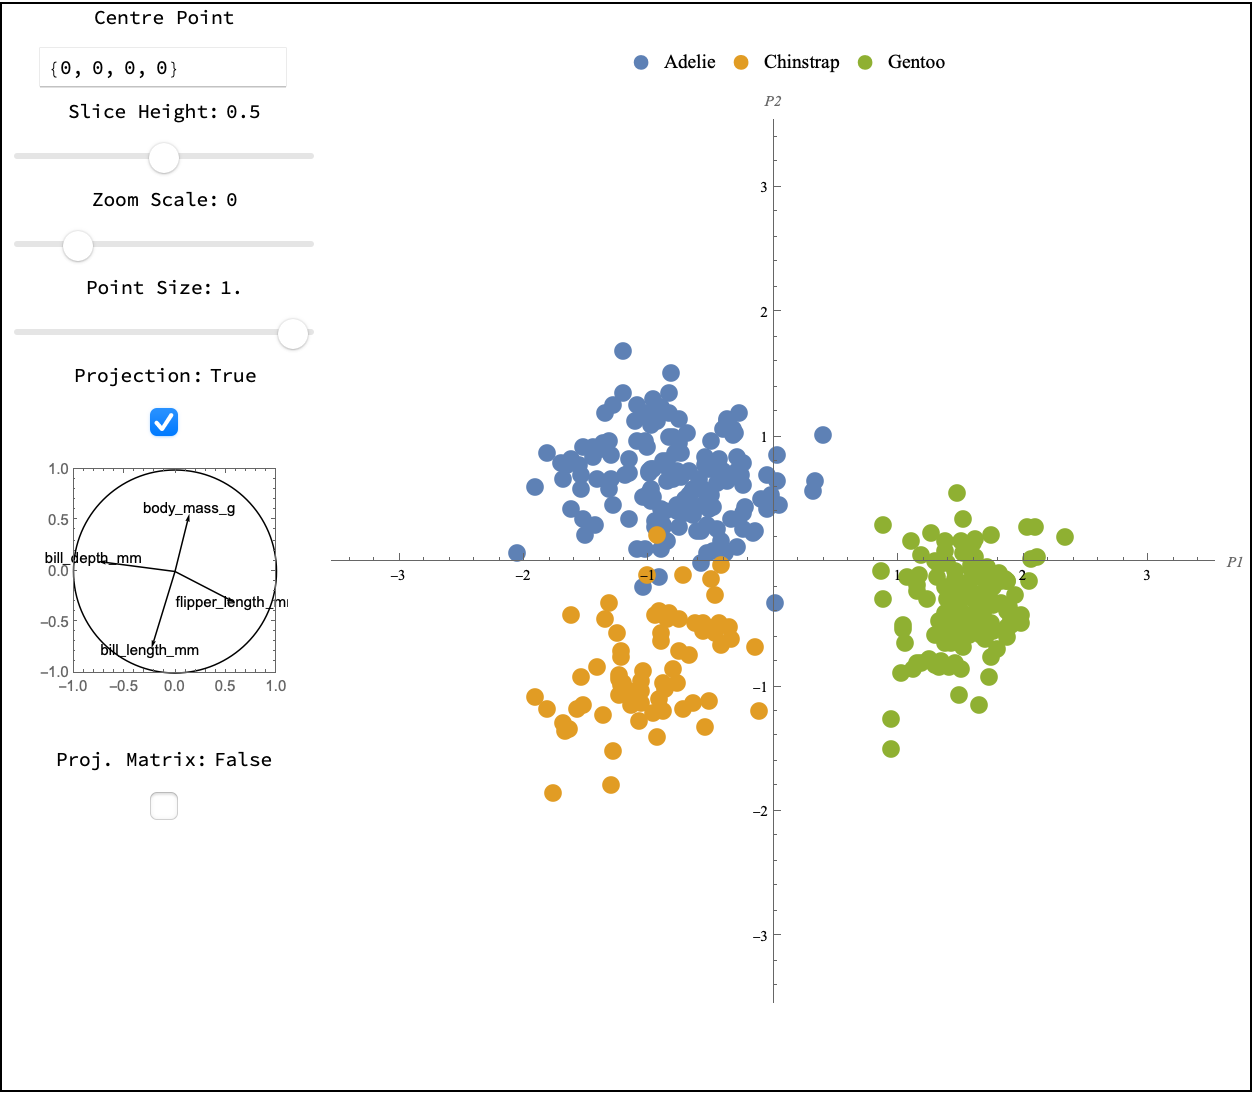 Centre Point
{0, 0, 0, 0}
Slice Height: 0.5
Zoom Scale: 0
Point Size: 1.
Projection: True
1.0
0.5
0.0
−0.5
−1.0
−1.0 −0.5 0.0 0.5 1.0
body_mass_g
bill_depth_mm
flipper_length_m
bill_length_mm
Proj. Matrix: False
Adelie Chinstrap Gentoo
P2
3
2
1
−3 −2 −1 1 2 3 P1
−1
−2
−3